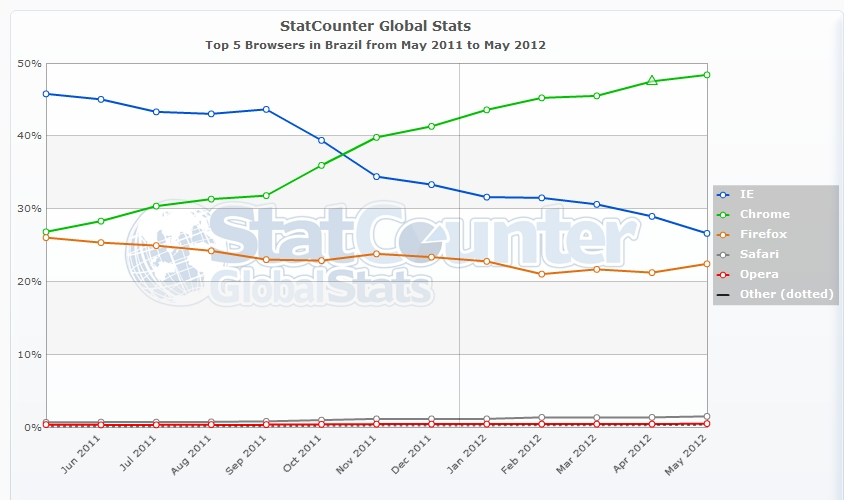 StatCounter Global Stats
Top 5 Browsers in Brazil from May 2011 to May 2012
50%
40%
30%
20%
10%
0%
StatCounter
GlobalStats
IE
Chrome
Firefox
Safari
Opera
Other (dotted)
Jun 2011
Jul 2011
Aug 2011
Sep 2011
Oct 2011
Nov 2011
Dec 2011
Jan 2012
Feb 2012
Mar 2012
Apr 2012
May 2012